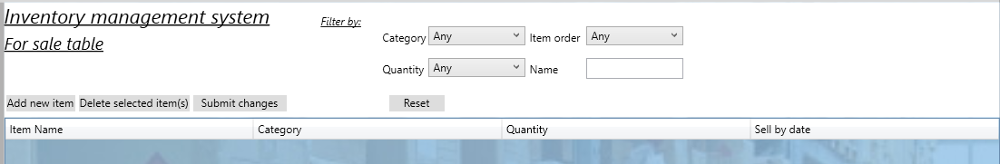 Inventory management system
For sale table
Filter by:
Category Any Item order Any
Quantity Any Name
Add new item Delete selected item(s) Submit changes Reset
Item Name Category Quantity Sell by date